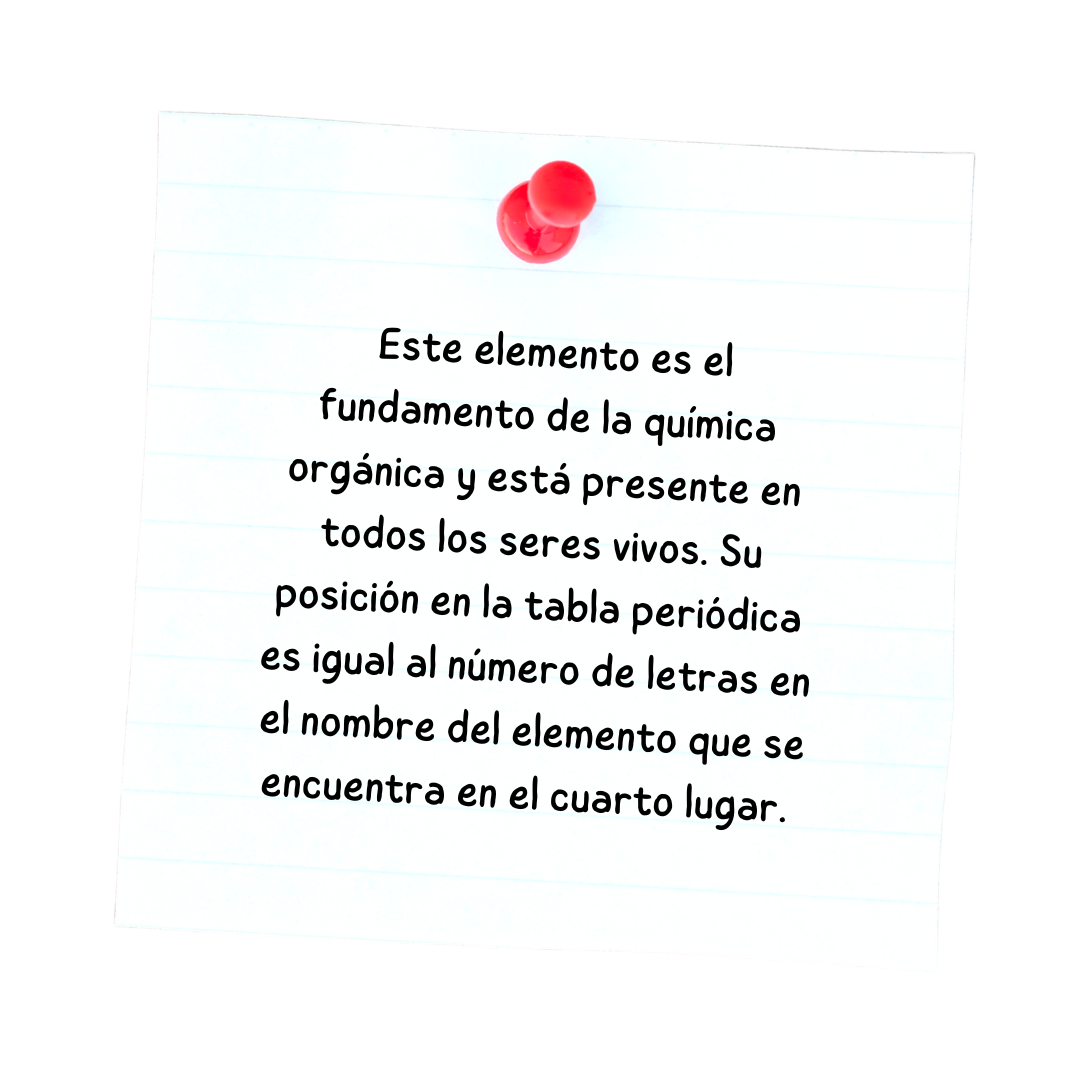 Este elemento es el
fundamento de la química
orgánica y está presente en
todos los seres vivos. Su
posición en la tabla periódica
es igual al número de letras en
el nombre del elemento que se
encuentra en el cuarto lugar.